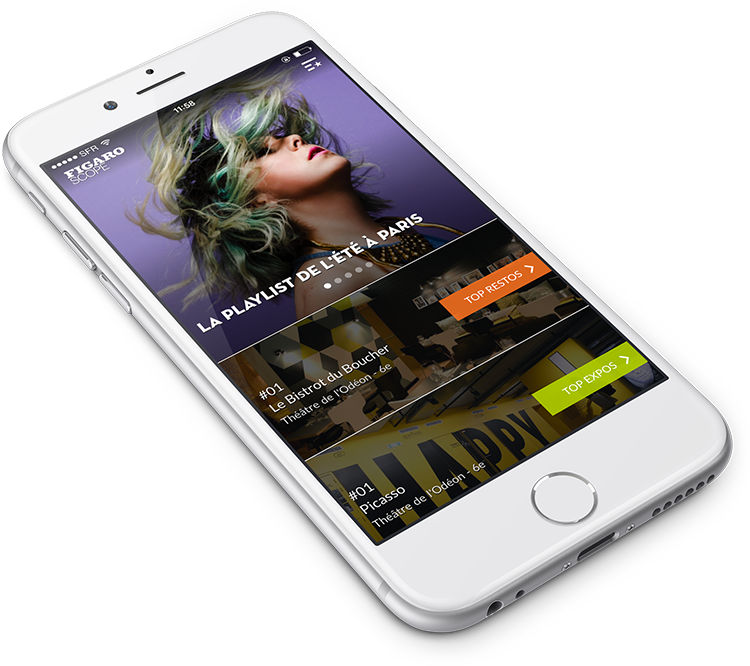 SFR
11:58
FIGARO
SCOPE
LA PLAYLIST DE L'ÉTÉ À PARIS
TOP RESTOS
#01
Le Bistrot du Boucher
Théâtre de l'Odéon - 6e
TOP EXPOS
HAPPY
#01
Picasso
Théâtre de l'Odéon - 6e